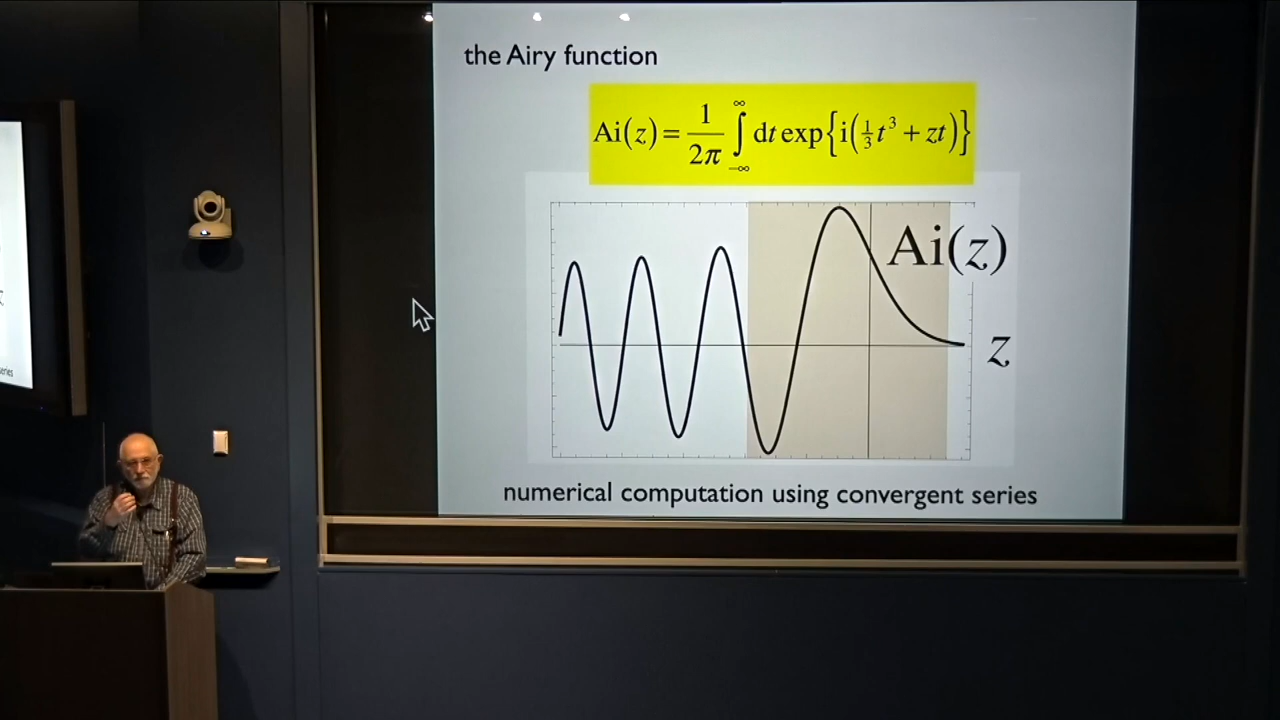 the Airy function
Ai(z) = 1/2π ∫_{-∞}^{∞} dt exp{i(⅓t³ + zt)}
Ai(z)
z
numerical computation using convergent series